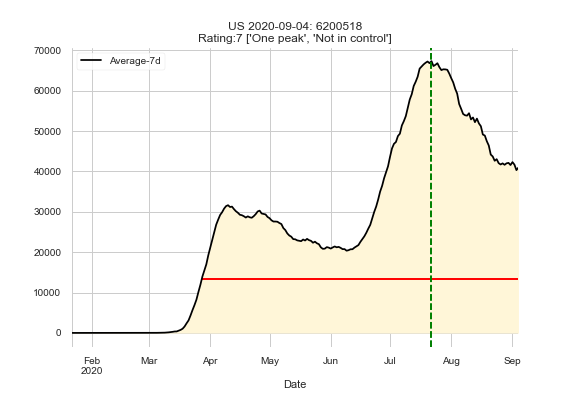 US 2020-09-04: 6200518
Rating:7 ['One peak', 'Not in control']
70000
Average-7d
60000
50000
40000
30000
20000
10000
0
Feb Mar Apr May Jun Jul Aug Sep
2020
Date